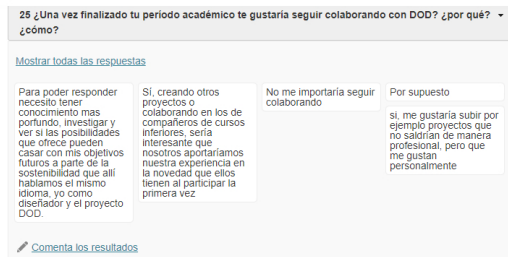 25 ¿Una vez finalizado tu período académico te gustaría seguir colaborando con DOD? ¿por qué?
¿cómo?
Mostrar todas las respuestas
Para poder responder
necesito tener
conocimiento mas
porfundo, investigar y
ver si las posibilidades
que ofrece pueden
casar con mis objetivos
futuros a parte de la
sostenibilidad que allí
hablamos el mismo
idioma, yo como
diseñador y el proyecto
DOD.
Sí, creando otros
proyectos o
colaborando en los de
compañeros de cursos
inferiores, sería
interesante que
nosotros aportaríamos
nuestra experiencia en
la novedad que ellos
tienen al participar la
primera vez
No me importaría seguir
colaborando
Por supuesto
si, me gustaría subir por
ejemplo proyectos que
no saldrían de manera
profesional, pero que
me gustan
personalmente
Comenta los resultados